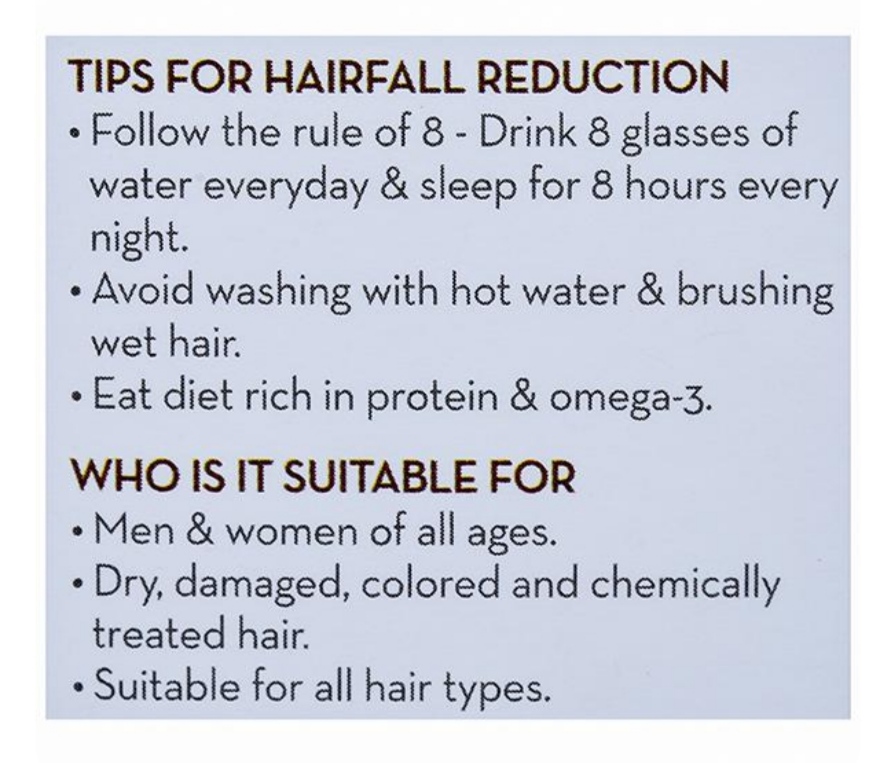 TIPS FOR HAIRFALL REDUCTION
• Follow the rule of 8 - Drink 8 glasses of
water everyday & sleep for 8 hours every
night.
• Avoid washing with hot water & brushing
wet hair.
• Eat diet rich in protein & omega-3.
WHO IS IT SUITABLE FOR
• Men & women of all ages.
• Dry, damaged, colored and chemically
treated hair.
• Suitable for all hair types.